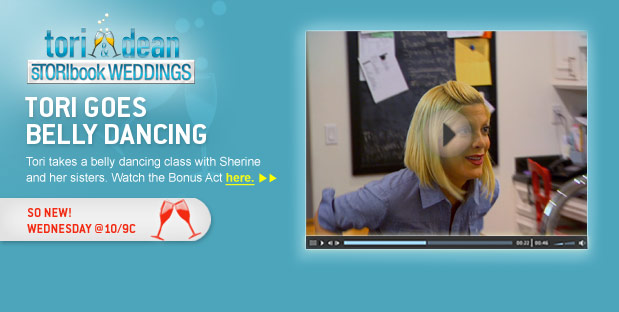 tori & dean
sTORIbook WEDDINGS
TORI GOES
BELLY DANCING
Tori takes a belly dancing class with Sherine
and her sisters. Watch the Bonus Act here.
SO NEW!
WEDNESDAY @10/9C
00:22 00:46